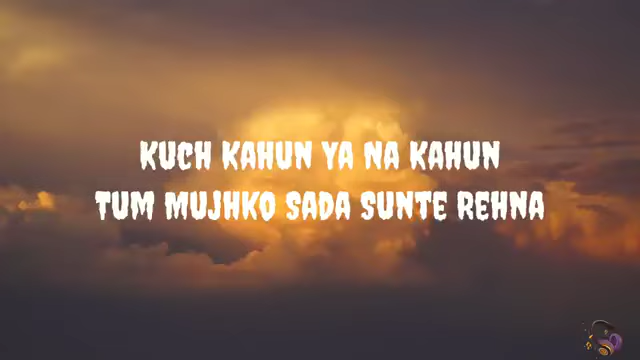 KUCH KAHUN YA NA KAHUN
TUM MUJHKO SADA SUNTE REHNA